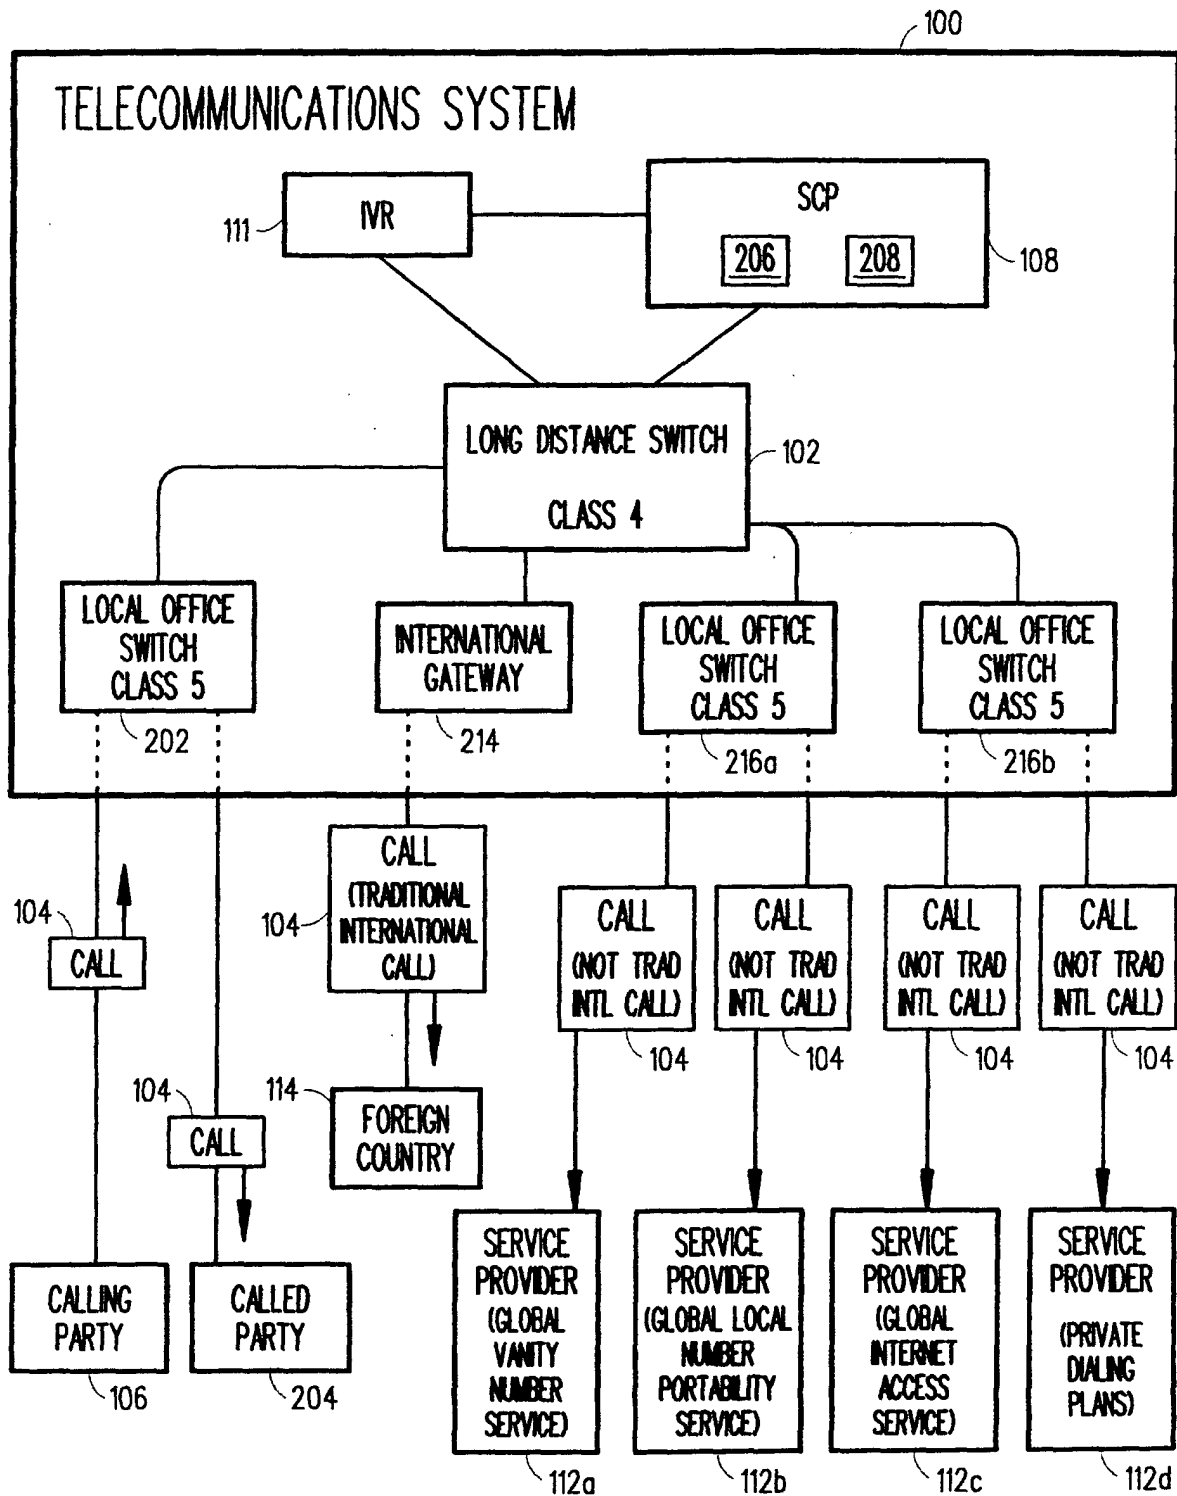 100
TELECOMMUNICATIONS SYSTEM
IVR
111
SCP
206
208
108
LONG DISTANCE SWITCH
CLASS 4
102
LOCAL OFFICE
SWITCH
CLASS 5
202
INTERNATIONAL
GATEWAY
214
LOCAL OFFICE
SWITCH
CLASS 5
216a
LOCAL OFFICE
SWITCH
CLASS 5
216b
104
CALL
104
CALL
CALL
(TRADITIONAL
INTERNATIONAL
CALL)
104
114
FOREIGN
COUNTRY
CALL
(NOT TRAD
INTL CALL)
104
CALL
(NOT TRAD
INTL CALL)
104
CALL
(NOT TRAD
INTL CALL)
104
CALL
(NOT TRAD
INTL CALL)
104
CALLING
PARTY
106
CALLED
PARTY
204
SERVICE
PROVIDER
(GLOBAL
VANITY
NUMBER
SERVICE)
112a
SERVICE
PROVIDER
(GLOBAL LOCAL
NUMBER
PORTABILITY
SERVICE)
112b
SERVICE
PROVIDER
(GLOBAL
INTERNET
ACCESS
SERVICE)
112c
SERVICE
PROVIDER
(PRIVATE
DIALING
PLANS)
112d